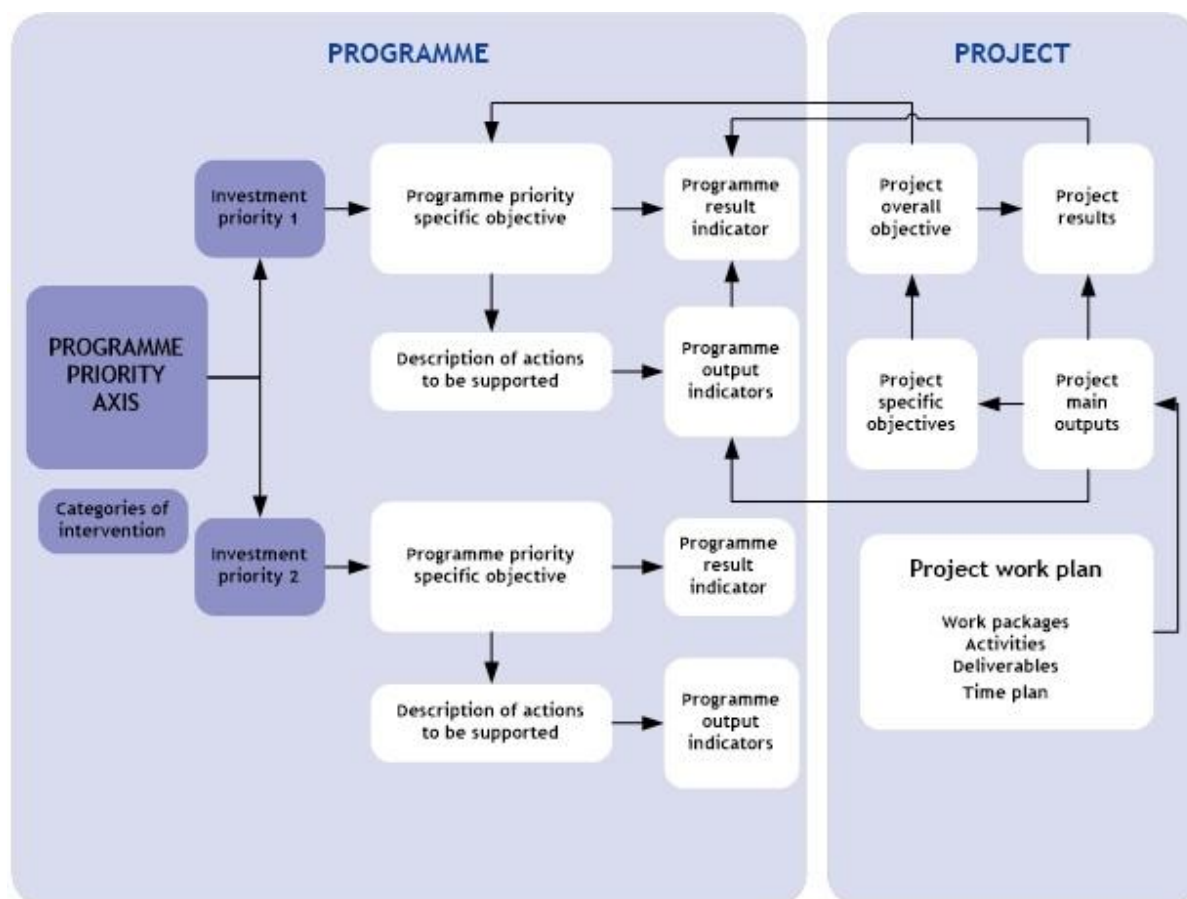 PROGRAMME
PROJECT
Investment
priority 1
Programme priority
specific objective
Programme
result
indicator
Project
overall
objective
Project
results
PROGRAMME
PRIORITY
AXIS
Description of actions
to be supported
Programme
output
indicators
Project
specific
objectives
Project
main
outputs
Categories of
intervention
Investment
priority 2
Programme priority
specific objective
Programme
result
indicator
Project work plan
Work packages
Activities
Deliverables
Time plan
Description of actions
to be supported
Programme
output
indicators